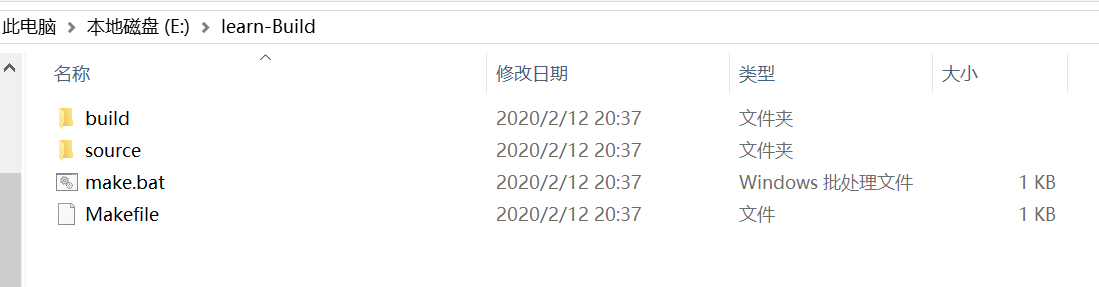 此电脑 本地磁盘 (E:) learn-Build
名称 修改日期 类型 大小
build 2020/2/12 20:37 文件夹
source 2020/2/12 20:37 文件夹
make.bat 2020/2/12 20:37 Windows 批处理文件 1 KB
Makefile 2020/2/12 20:37 文件 1 KB